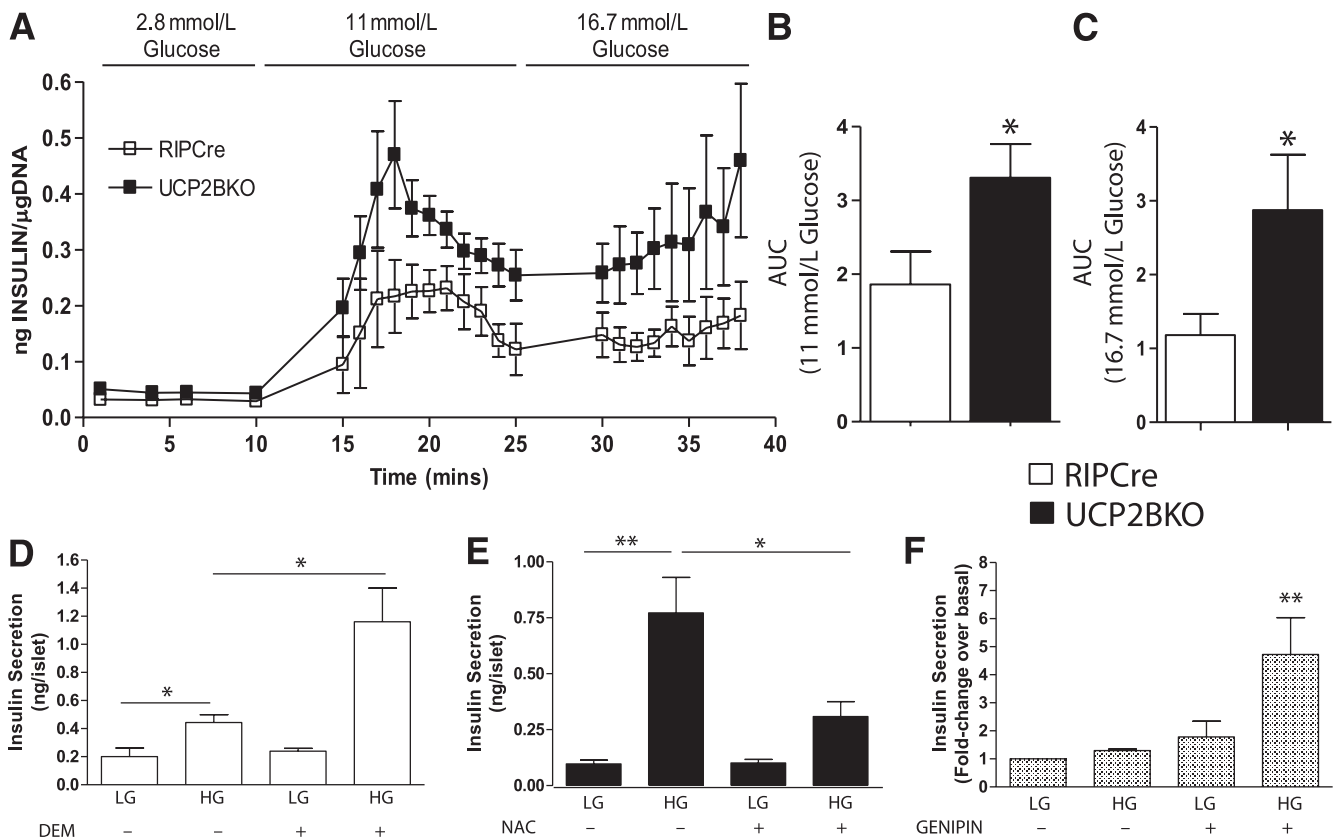 A
2.8 mmol/L
Glucose
11 mmol/L
Glucose
16.7 mmol/L
Glucose
ng INSULIN/µgDNA
0.6
0.5
0.4
0.3
0.2
0.1
0.0
RIPCre
UCP2BKO
0 5 10 15 20 25 30 35 40
Time (mins)
B
AUC
(11 mmol/L Glucose)
4
3
2
1
0
*
C
AUC
(16.7 mmol/L Glucose)
4
3
2
1
0
*
RIPCre
UCP2BKO
D
Insulin Secretion
(ng/islet)
1.6
1.4
1.2
1.0
0.8
0.6
0.4
0.2
0.0
*
*
LG HG LG HG
DEM – – + +
E
Insulin Secretion
(ng/islet)
1.00
0.75
0.50
0.25
0.00
** *
LG HG LG HG
NAC – – + +
F
Insulin Secretion
(Fold-change over basal)
8
7
6
5
4
3
2
1
0
**
LG HG LG HG
GENIPIN – – + +